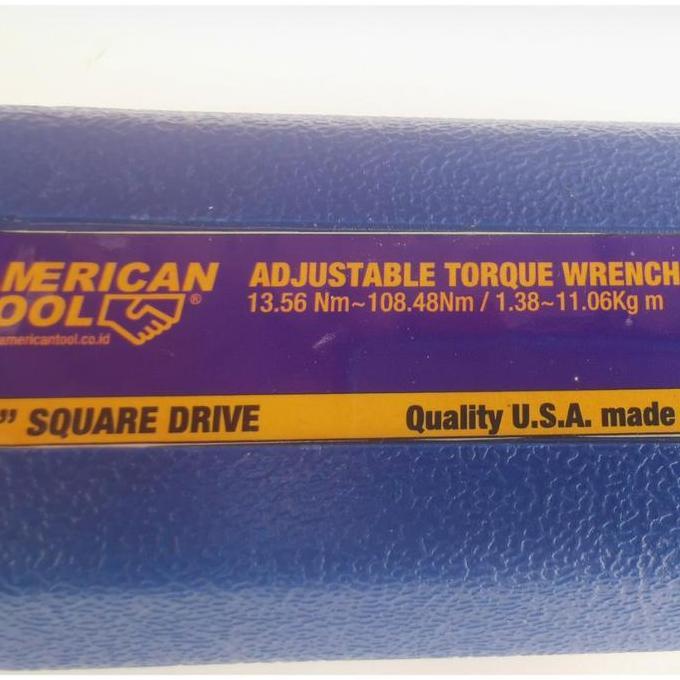 MERICAN
OOL®
americantool.co.id
ADJUSTABLE TORQUE WRENCH
13.56 Nm~108.48Nm / 1.38~11.06Kg m
” SQUARE DRIVE
Quality U.S.A. made